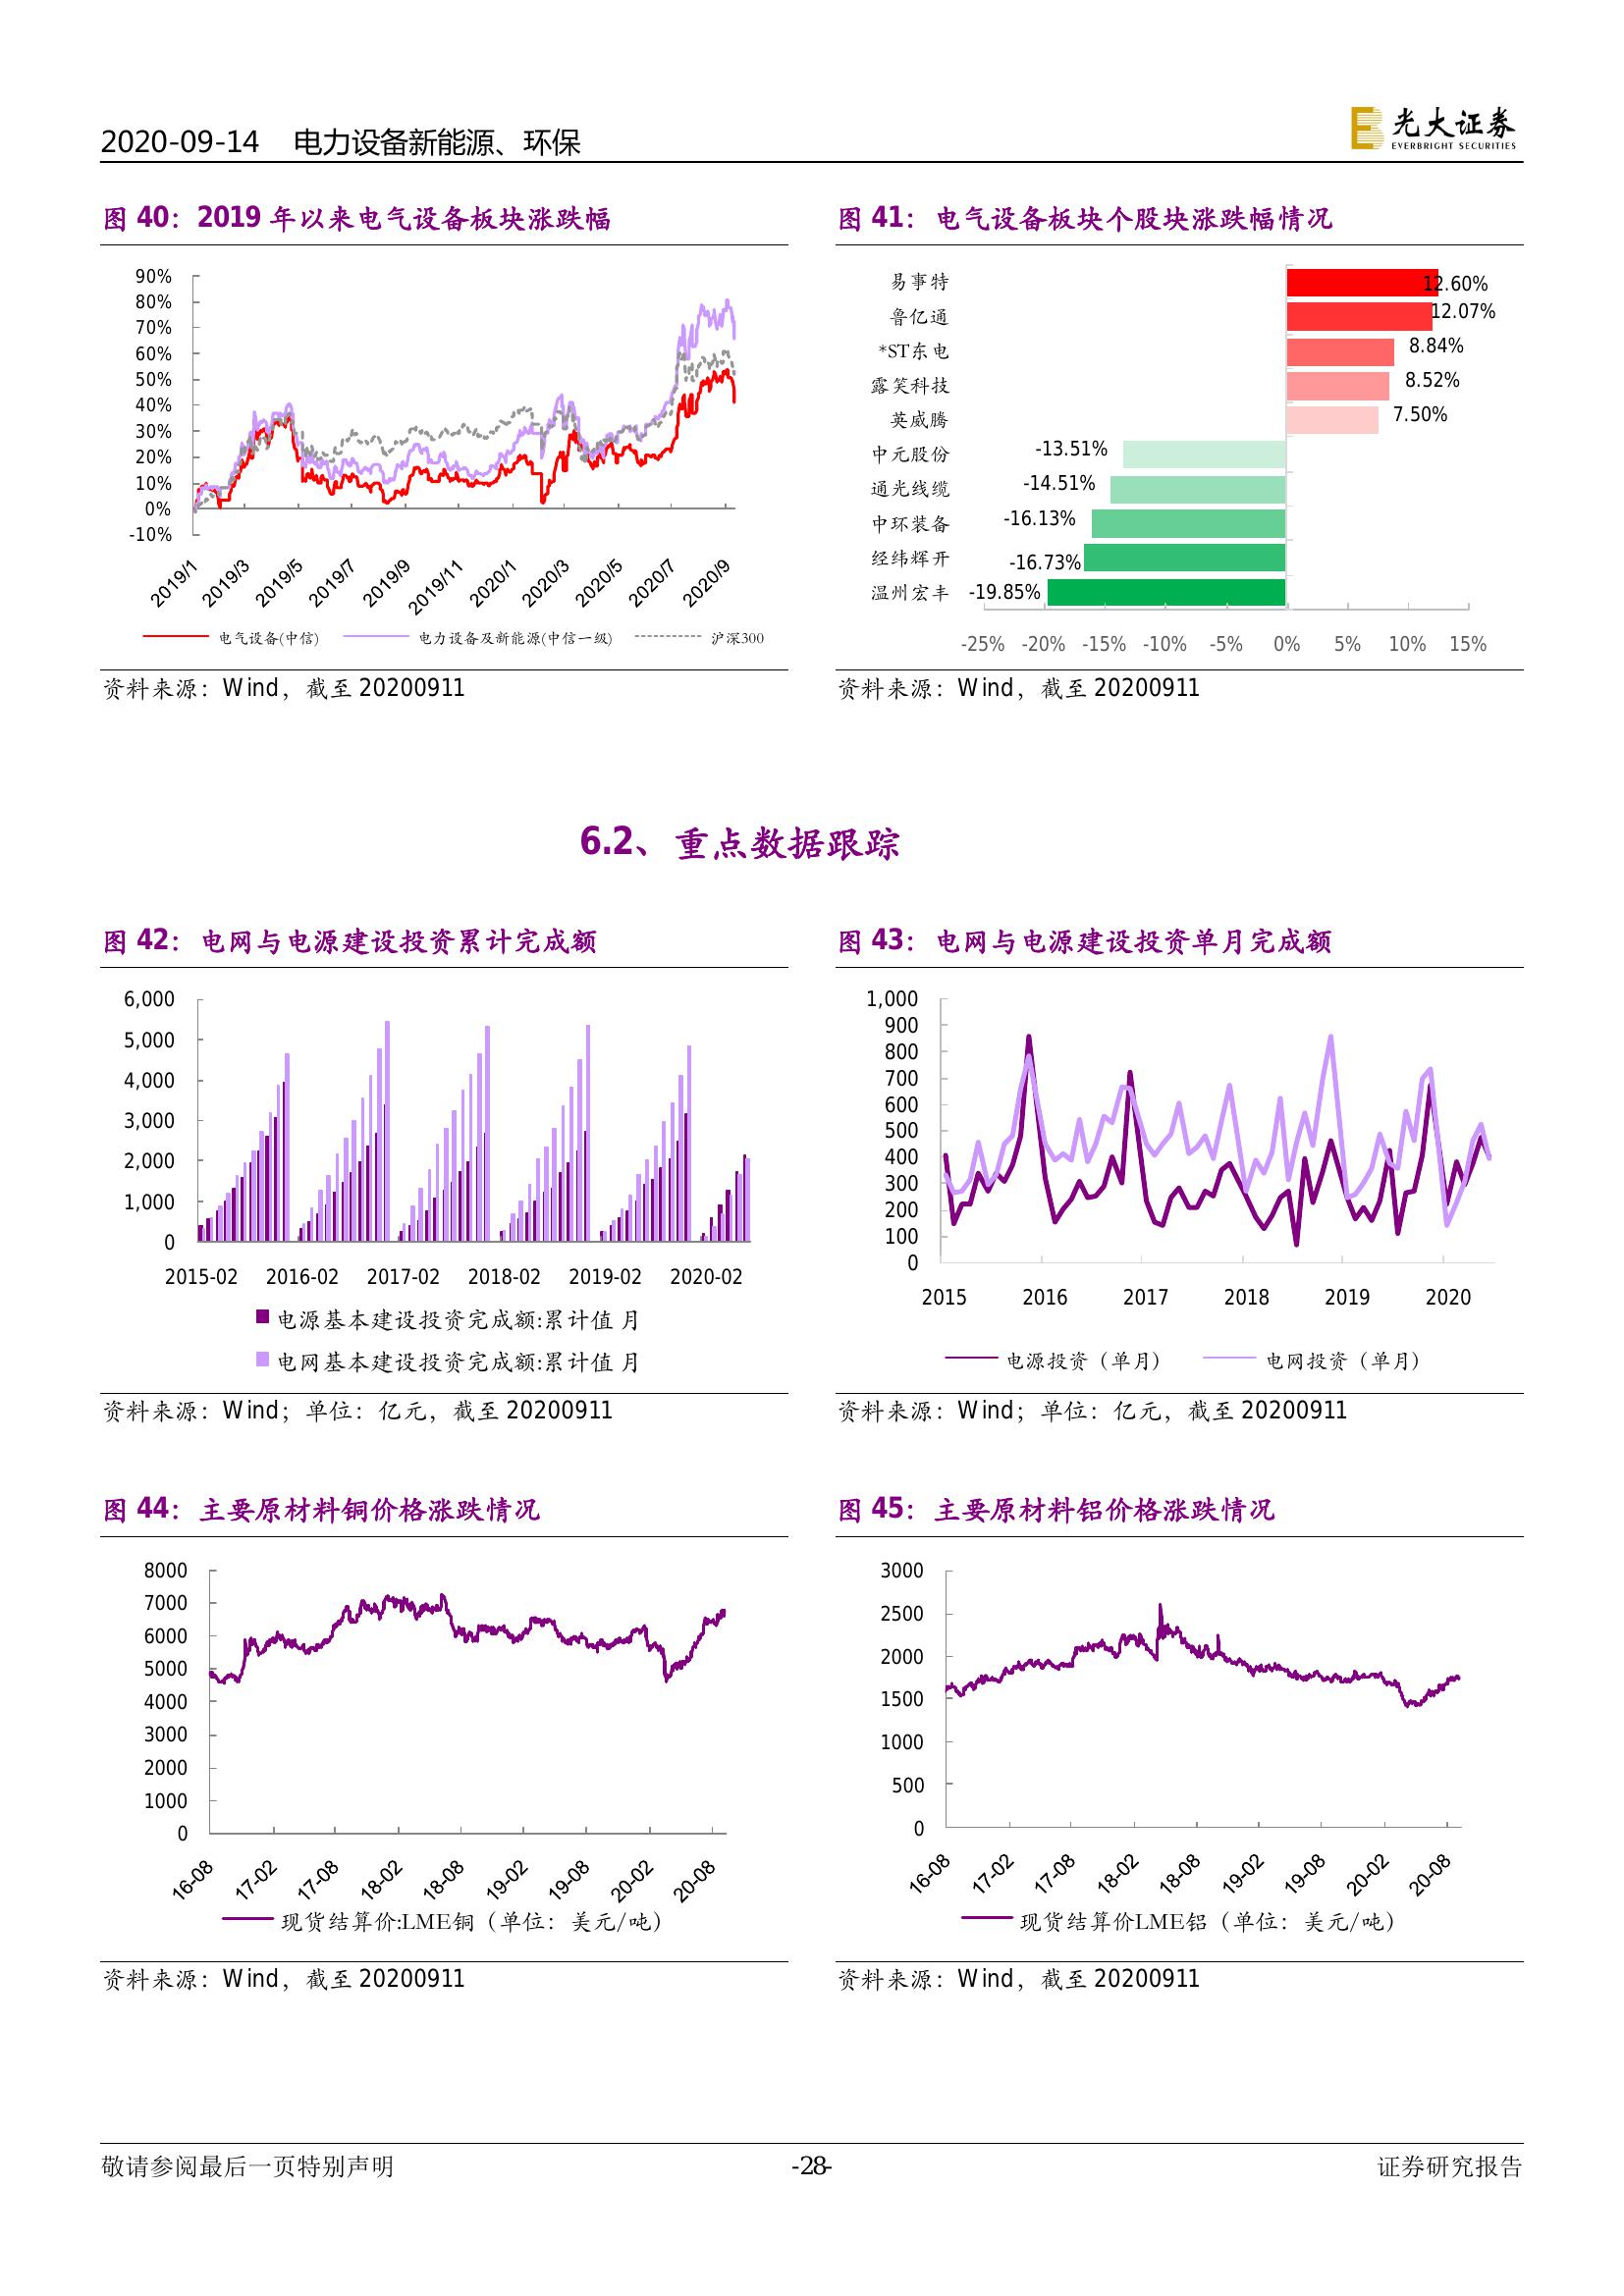 2020-09-14 电力设备新能源、环保
光大证券
EVERBRIGHT SECURITIES
图 40：2019 年以来电气设备板块涨跌幅
90%
80%
70%
60%
50%
40%
30%
20%
10%
0%
-10%
2019/1
2019/3
2019/5
2019/7
2019/9
2019/11
2020/1
2020/3
2020/5
2020/7
2020/9
电气设备(中信)
电力设备及新能源(中信一级)
沪深300
资料来源：Wind，截至 20200911
图 41：电气设备板块个股块涨跌幅情况
易事特 12.60%
鲁亿通 12.07%
*ST东电 8.84%
露笑科技 8.52%
英威腾 7.50%
中元股份 -13.51%
通光线缆 -14.51%
中环装备 -16.13%
经纬辉开 -16.73%
温州宏丰 -19.85%
-25% -20% -15% -10% -5% 0% 5% 10% 15%
资料来源：Wind，截至 20200911
6.2、重点数据跟踪
图 42：电网与电源建设投资累计完成额
6,000
5,000
4,000
3,000
2,000
1,000
0
2015-02 2016-02 2017-02 2018-02 2019-02 2020-02
电源基本建设投资完成额:累计值 月
电网基本建设投资完成额:累计值 月
资料来源：Wind；单位：亿元，截至 20200911
图 43：电网与电源建设投资单月完成额
1,000
900
800
700
600
500
400
300
200
100
0
2015 2016 2017 2018 2019 2020
电源投资（单月） 电网投资（单月）
资料来源：Wind；单位：亿元，截至 20200911
图 44：主要原材料铜价格涨跌情况
8000
7000
6000
5000
4000
3000
2000
1000
0
16-08
17-02
17-08
18-02
18-08
19-02
19-08
20-02
20-08
现货结算价:LME铜（单位：美元/吨）
资料来源：Wind，截至 20200911
图 45：主要原材料铝价格涨跌情况
3000
2500
2000
1500
1000
500
0
16-08
17-02
17-08
18-02
18-08
19-02
19-08
20-02
20-08
现货结算价LME铝（单位：美元/吨）
资料来源：Wind，截至 20200911
敬请参阅最后一页特别声明 -28- 证券研究报告